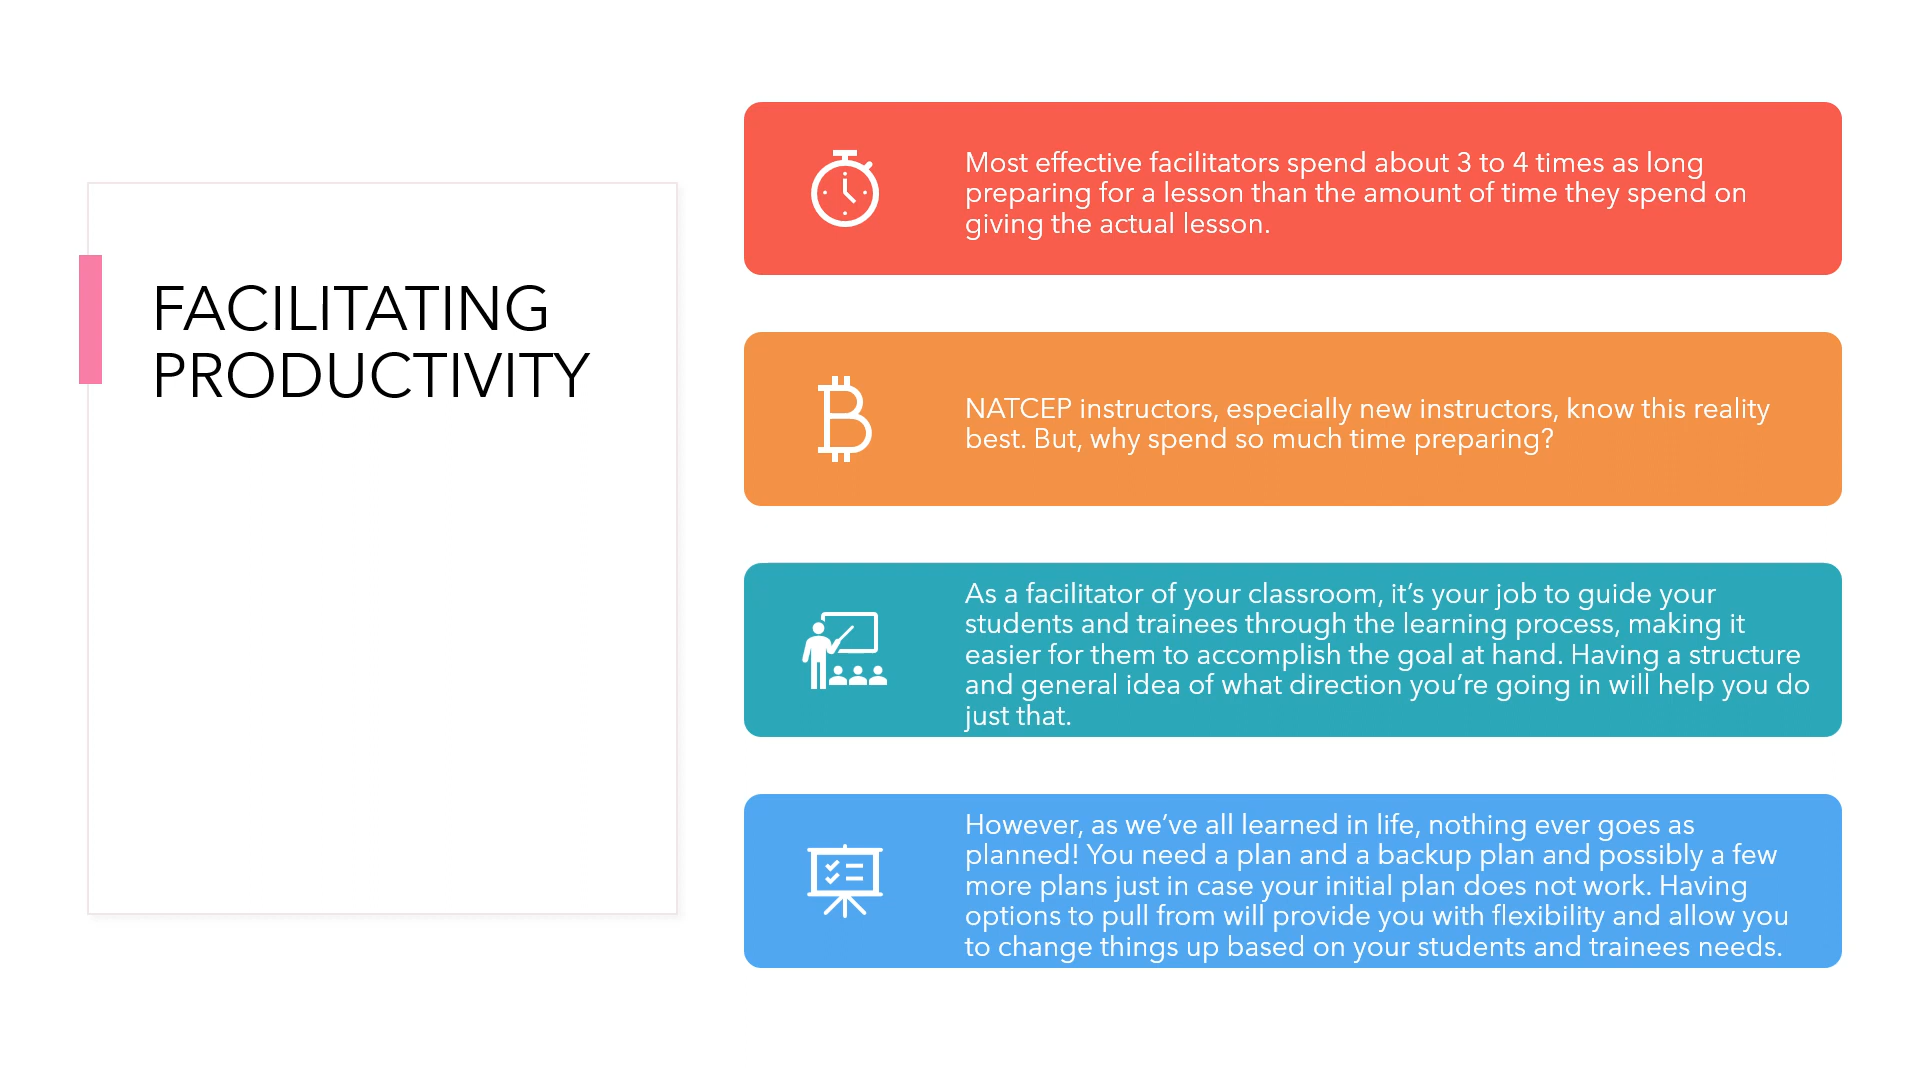 FACILITATING
PRODUCTIVITY
Most effective facilitators spend about 3 to 4 times as long
preparing for a lesson than the amount of time they spend on
giving the actual lesson.
NATCEP instructors, especially new instructors, know this reality
best. But, why spend so much time preparing?
As a facilitator of your classroom, it’s your job to guide your
students and trainees through the learning process, making it
easier for them to accomplish the goal at hand. Having a structure
and general idea of what direction you’re going in will help you do
just that.
However, as we’ve all learned in life, nothing ever goes as
planned! You need a plan and a backup plan and possibly a few
more plans just in case your initial plan does not work. Having
options to pull from will provide you with flexibility and allow you
to change things up based on your students and trainees needs.